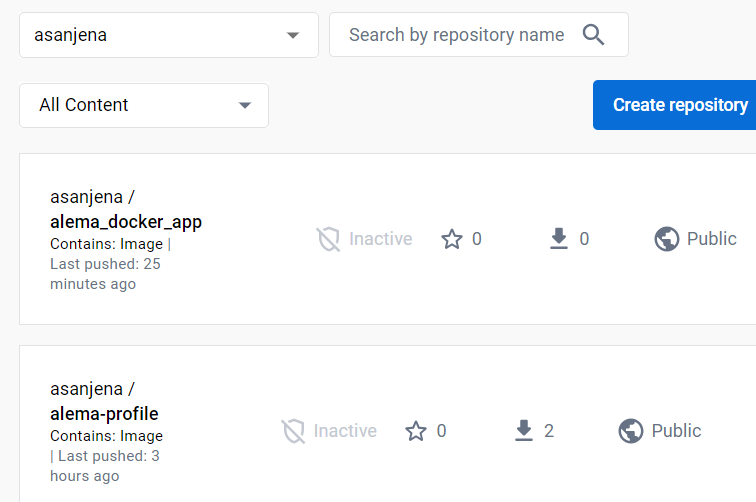 asanjena
Search by repository name
All Content
Create repository
asanjena /
alema_docker_app
Contains: Image |
Last pushed: 25
minutes ago
Inactive
0
0
Public
asanjena /
alema-profile
Contains: Image
| Last pushed: 3
hours ago
Inactive
0
2
Public